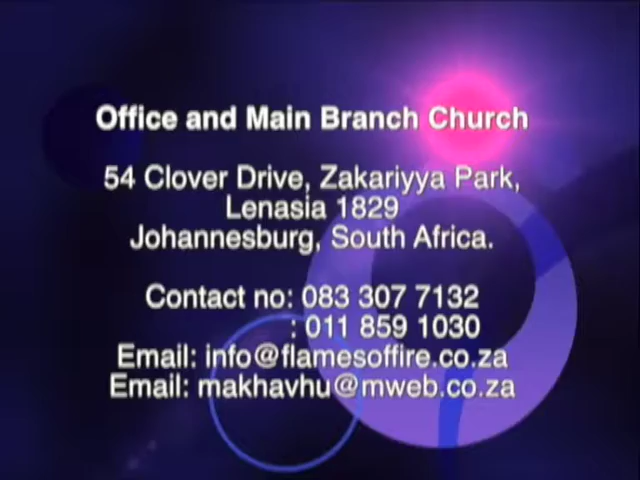 Office and Main Branch Church
54 Clover Drive, Zakariyya Park,
Lenasia 1829
Johannesburg, South Africa.
Contact no: 083 307 7132
: 011 859 1030
Email: info@flamesoffire.co.za
Email: makhavhu@mweb.co.za